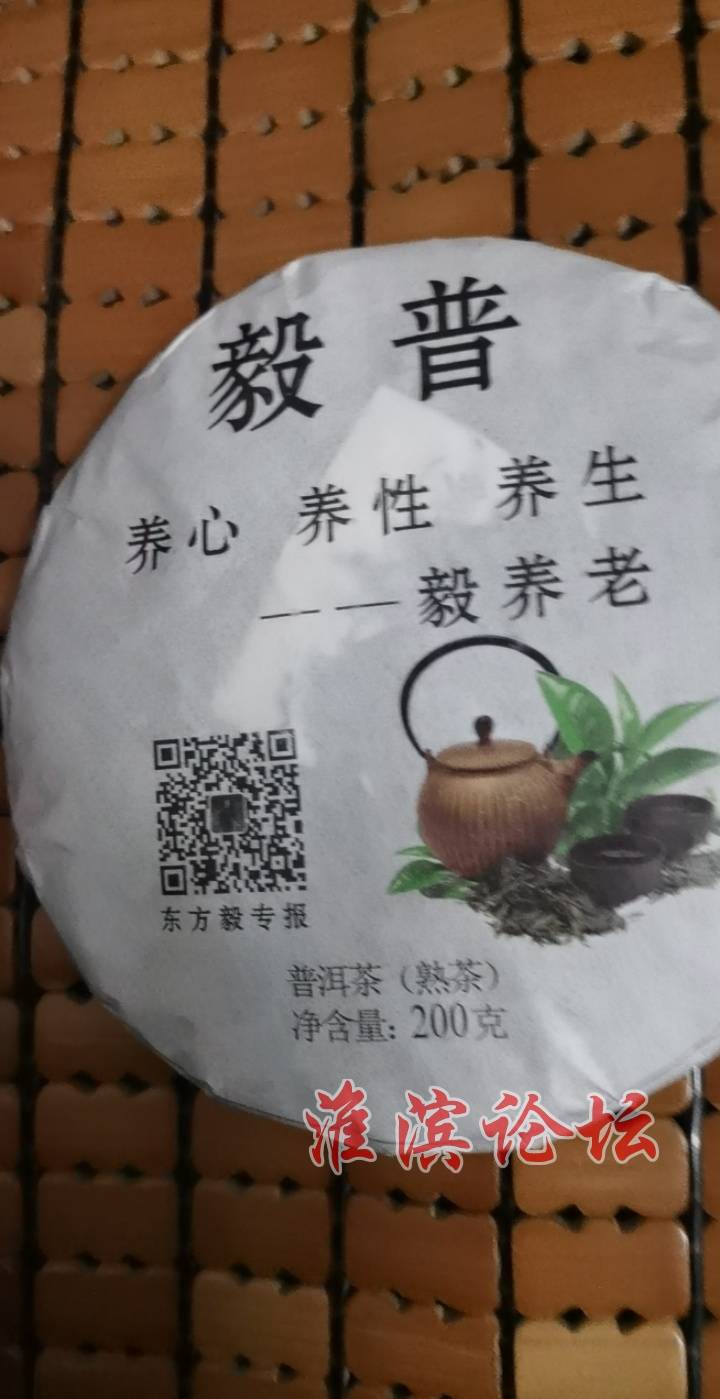 毅普
养心 养性 养生
——毅养老
东方毅专报
普洱茶（熟茶）
净含量：200克
淮滨论坛